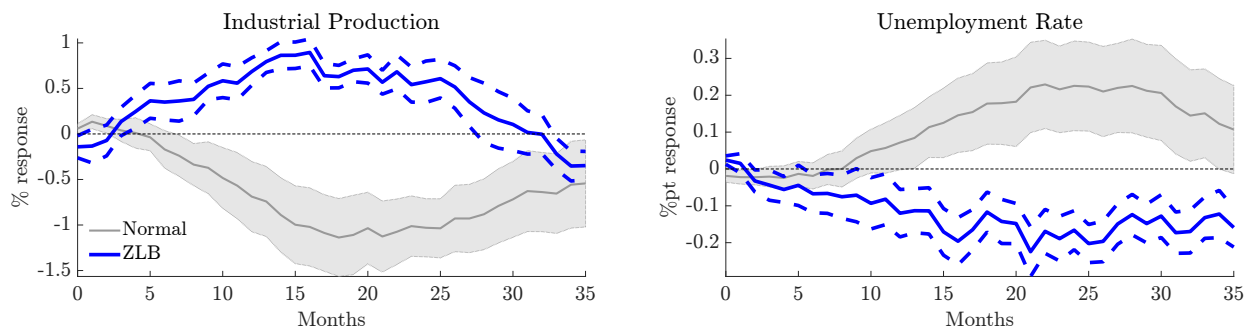 Industrial Production
% response
1
0.5
0
-0.5
-1
-1.5
Normal
ZLB
0 5 10 15 20 25 30 35
Months
Unemployment Rate
%pt response
0.3
0.2
0.1
0
-0.1
-0.2
0 5 10 15 20 25 30 35
Months